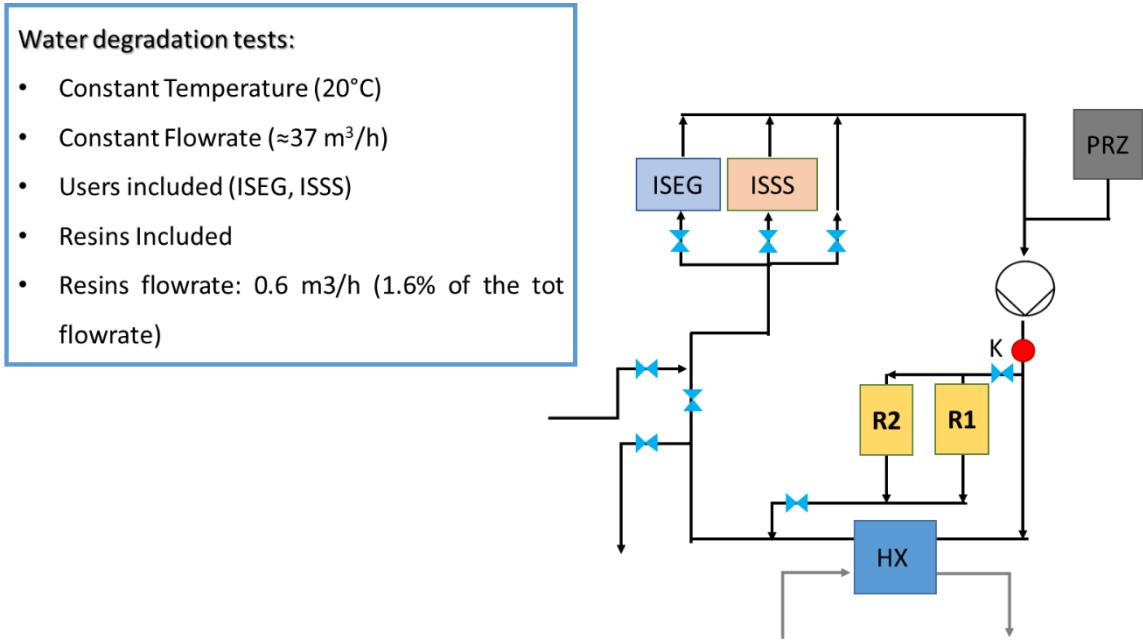 Water degradation tests:
• Constant Temperature (20°C)
• Constant Flowrate (≈37 m³/h)
• Users included (ISEG, ISSS)
• Resins Included
• Resins flowrate: 0.6 m3/h (1.6% of the tot
flowrate)
PRZ
ISEG
ISSS
K
R2
R1
HX